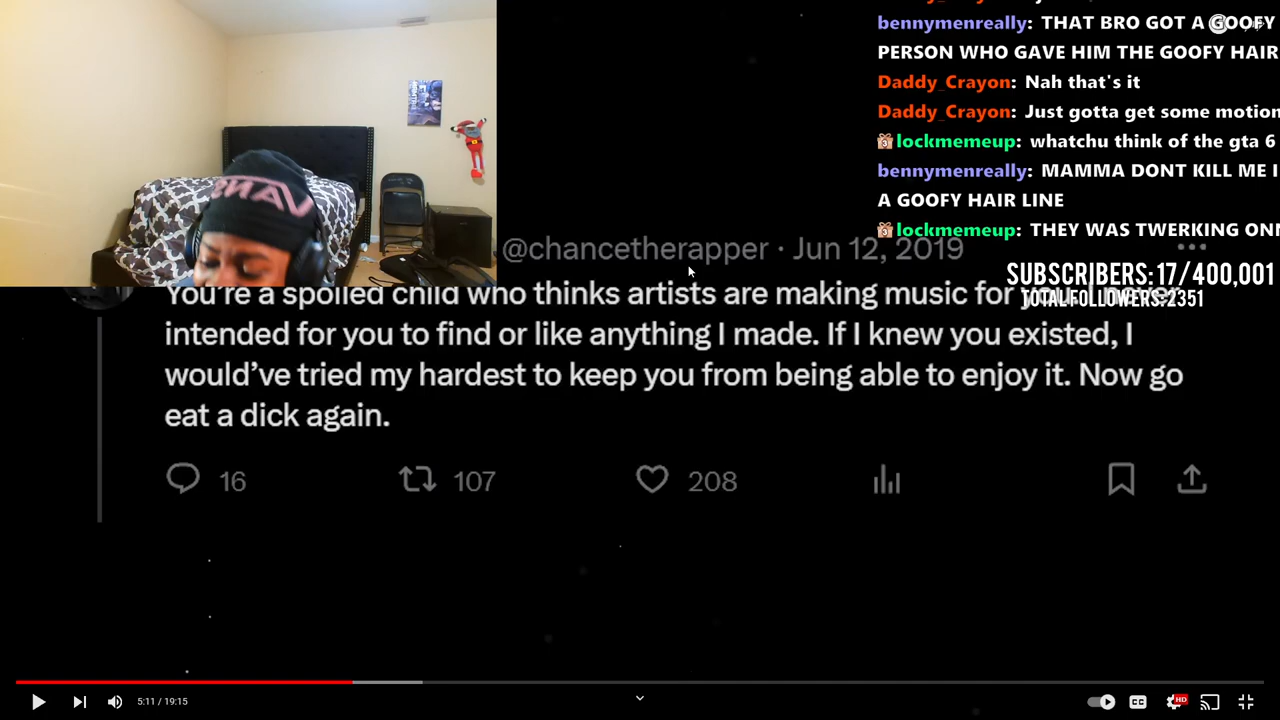 bennymenreally: THAT BRO GOT A GOOFY
PERSON WHO GAVE HIM THE GOOFY HAIR
Daddy_Crayon: Nah that's it
Daddy_Crayon: Just gotta get some motion
lockmemeup: whatchu think of the gta 6
bennymenreally: MAMMA DONT KILL ME I
A GOOFY HAIR LINE
lockmemeup: THEY WAS TWERKING ON
VANS
@chancetherapper · Jun 12, 2019
SUBSCRIBERS: 17/400,001
TOTAL FOLLOWERS: 2351
You're a spoiled child who thinks artists are making music for
intended for you to find or like anything I made. If I knew you existed, I
would've tried my hardest to keep you from being able to enjoy it. Now go
eat a dick again.
16 107 208
5:11 / 19:15
CC
HD